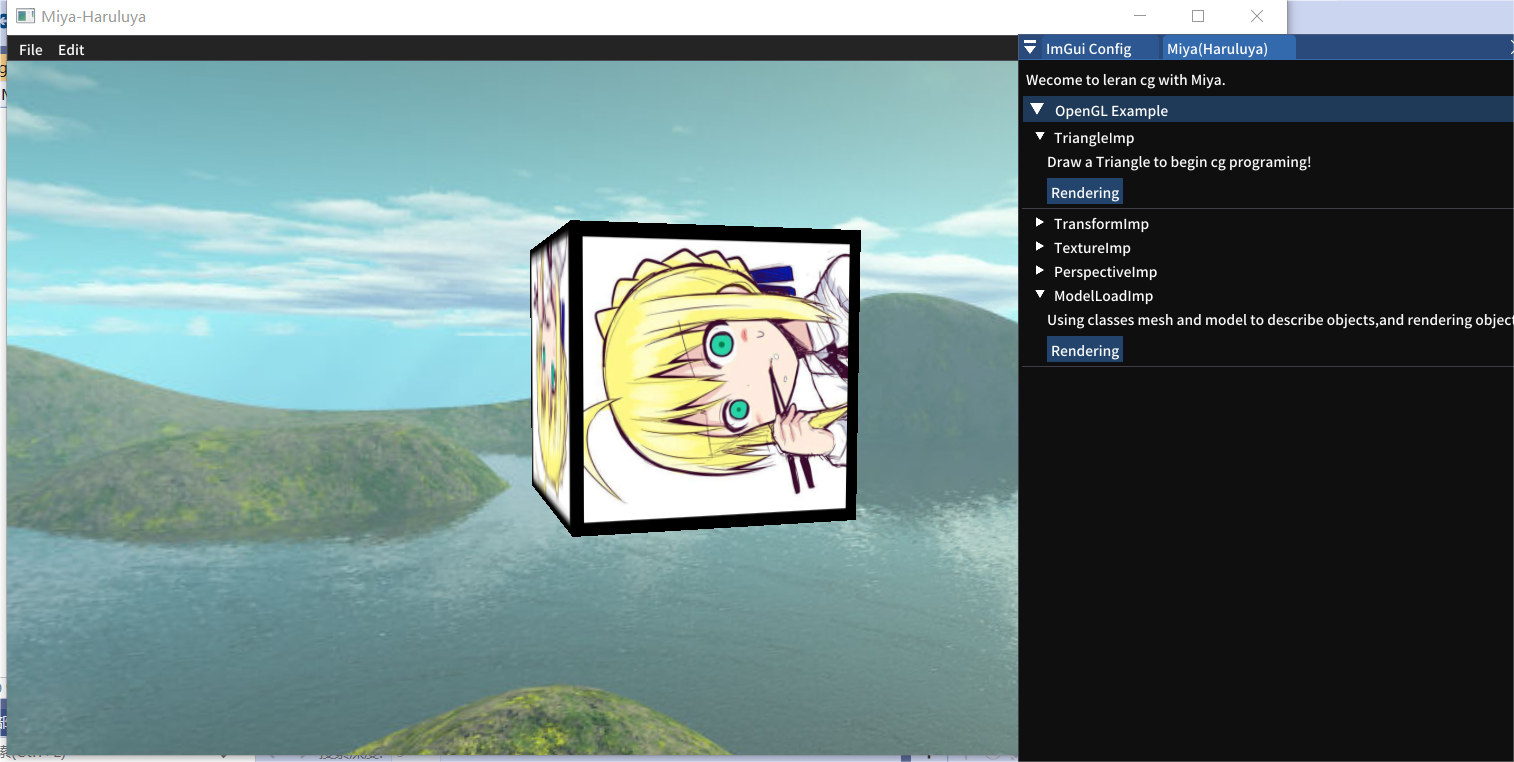 Miya-Haruluya
File Edit
ImGui Config Miya(Haruluya)
Wecome to leran cg with Miya.
OpenGL Example
TriangleImp
Draw a Triangle to begin cg programing!
Rendering
TransformImp
TextureImp
PerspectiveImp
ModelLoadImp
Using classes mesh and model to describe objects,and rendering object
Rendering